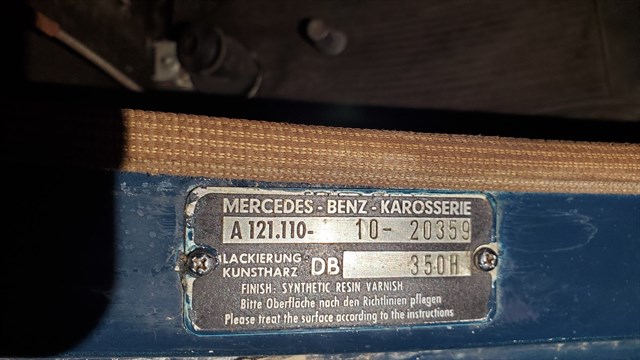 MERCEDES-BENZ-KAROSSERIE
A 121.110- 10- 20359
LACKIERUNG
KUNSTHARZ DB 350H
FINISH: SYNTHETIC RESIN VARNISH
Bitte Oberfläche nach den Richtlinien pflegen
Please treat the surface according to the instructions